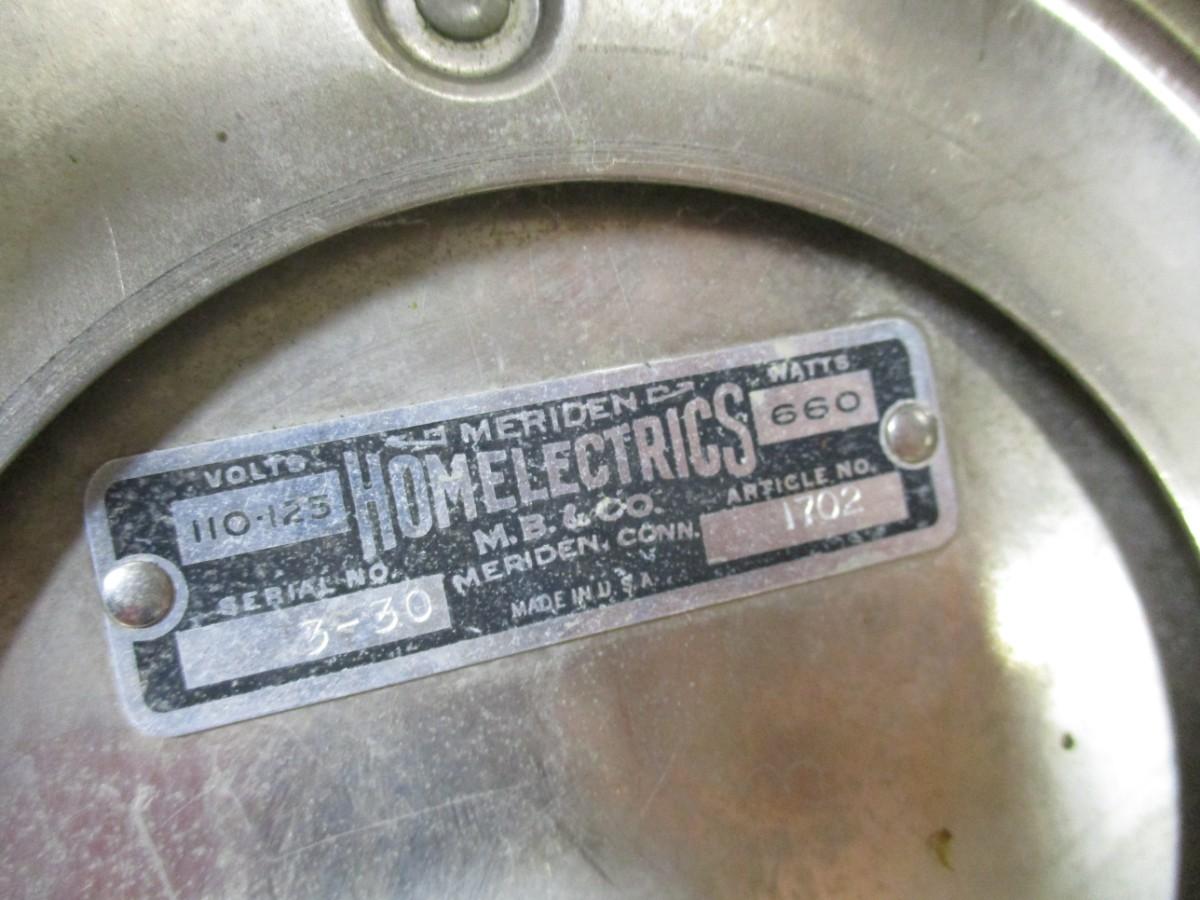 MERIDEN
HOMELECTRICS
M. B. & CO.
MERIDEN, CONN.
MADE IN U. S. A.
VOLTS
110-125
SERIAL NO.
3-30
WATTS
660
ARTICLE NO.
1702